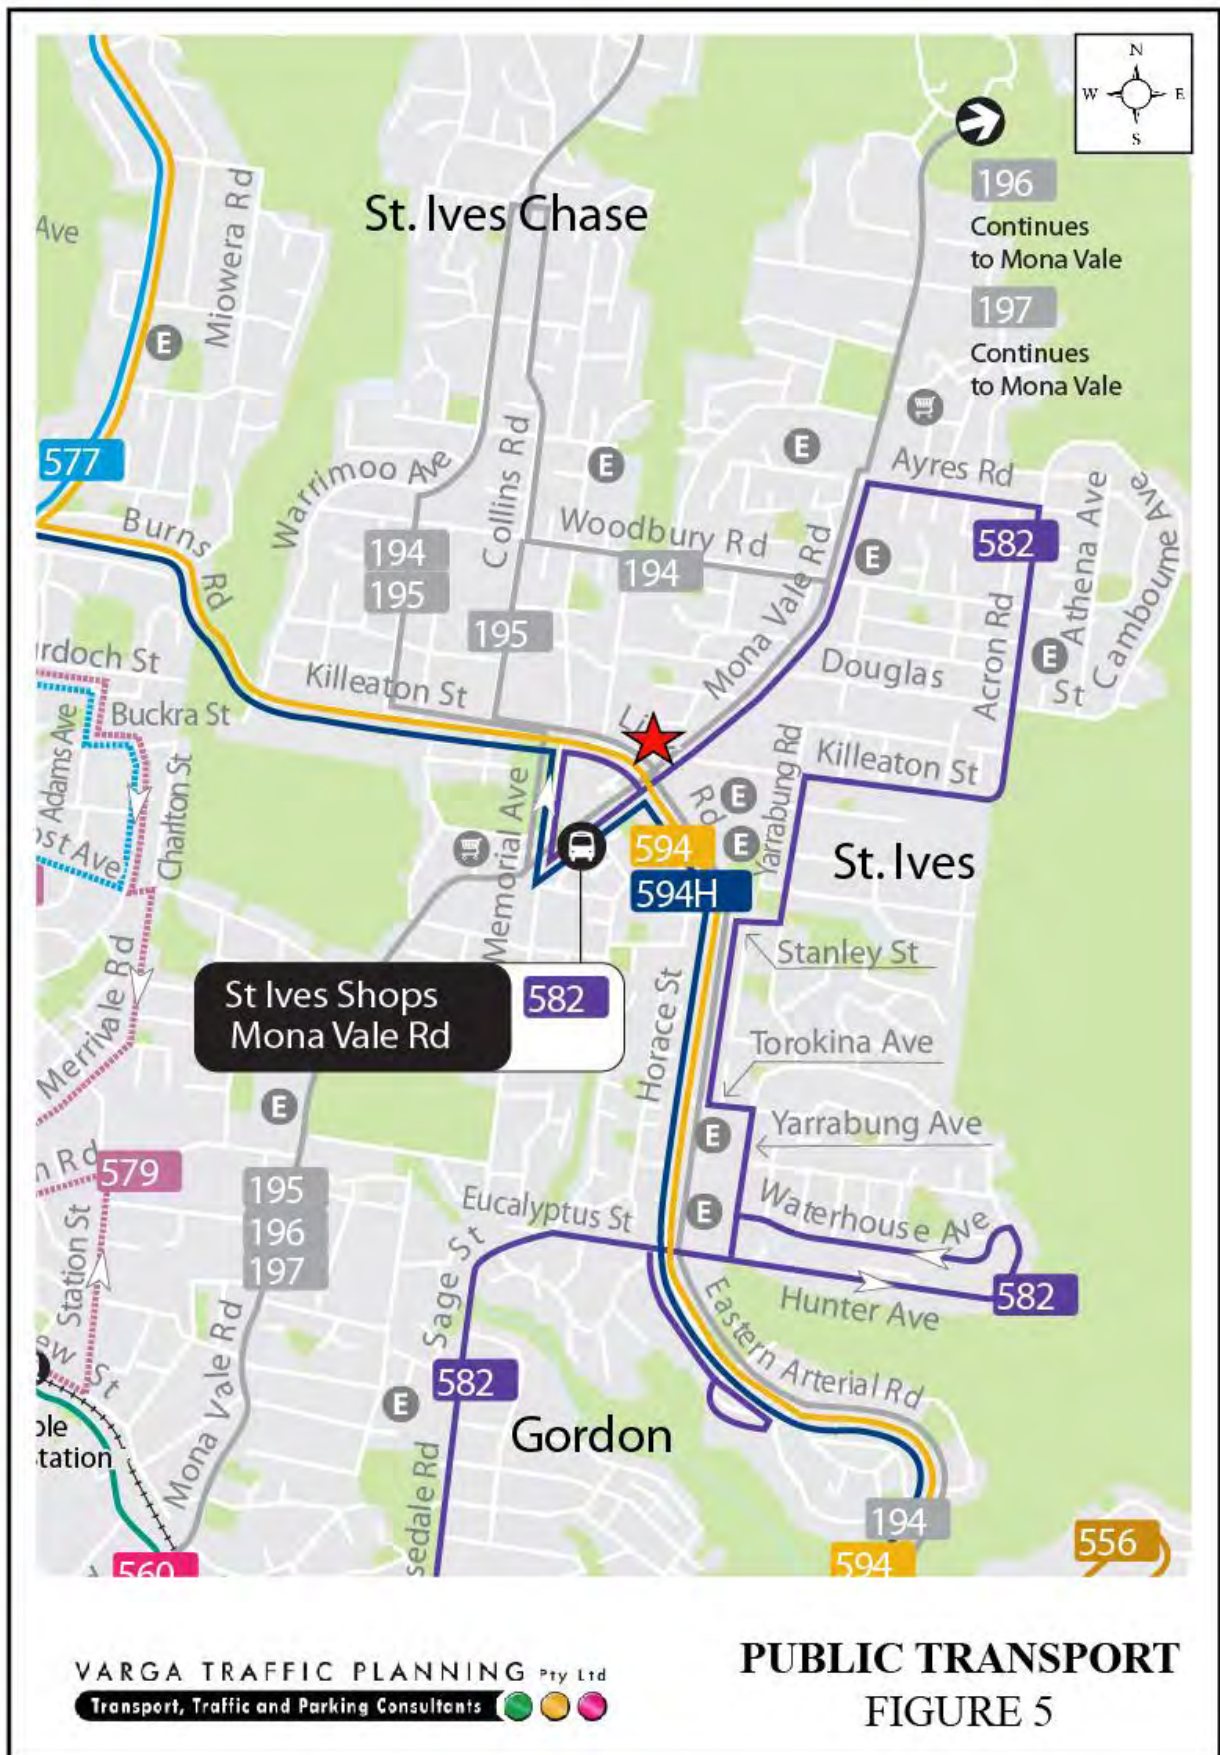 N
W E
S
196
Continues
to Mona Vale
197
Continues
to Mona Vale
St. Ives Chase
Ave
Miowera Rd
E
577
Burns
Rd
Warrimoo Ave
Collins Rd
E
E
Ayres Rd
Athena Ave
Cambourne Ave
194
195
Woodbury Rd
194
195
Mona Vale Rd
E
582
Acron Rd
E
Douglas
St
Killeaton St
Killeaton St
Buckra St
Adams Ave
Charlton St
Memorial Ave
Yarrabung Rd
Rd
E
E
594
594H
St. Ives
Stanley St
St Ives Shops
Mona Vale Rd
582
Horace St
Torokina Ave
Merrivale Rd
E
E
Yarrabung Ave
Rd
579
195
196
197
Eucalyptus St
E
Waterhouse Ave
Station St
Sage St
582
Hunter Ave
Mona Vale Rd
Eastern Arterial Rd
St
582
E
Gordon
tation
sedale Rd
194
594
556
560
VARGA TRAFFIC PLANNING Pty Ltd
Transport, Traffic and Parking Consultants
PUBLIC TRANSPORT
FIGURE 5